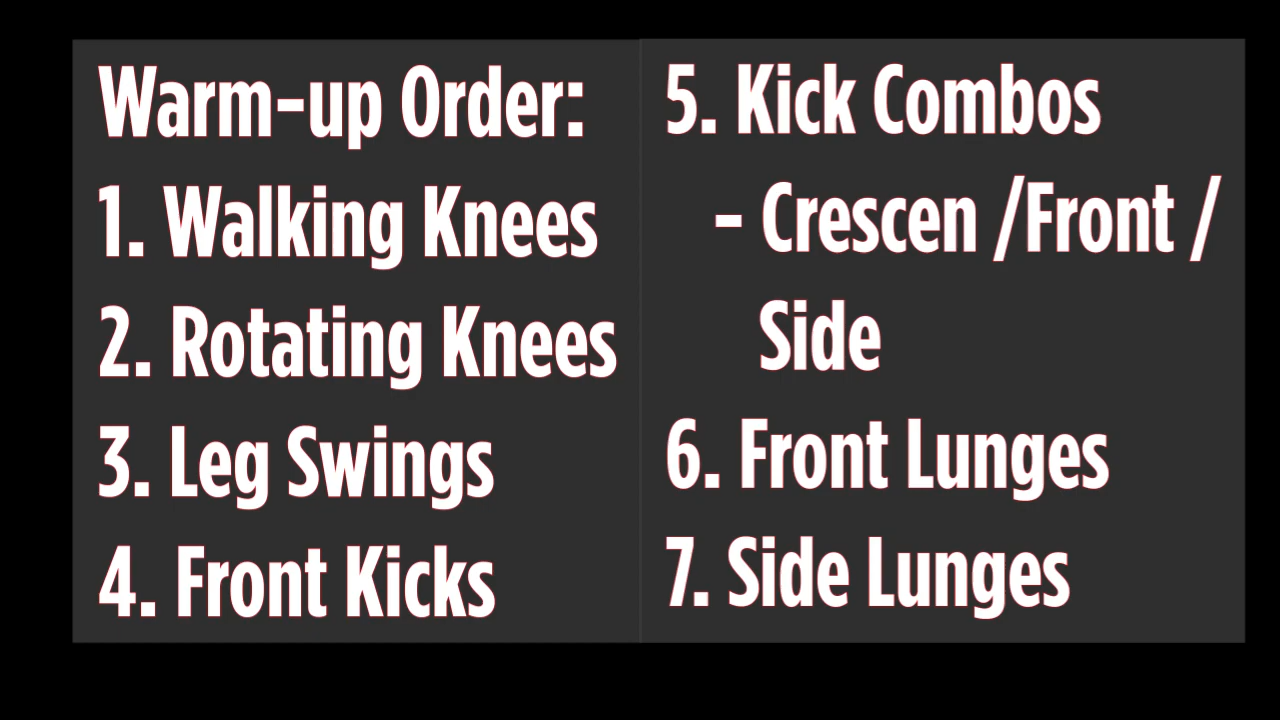 Warm-up Order:
1. Walking Knees
2. Rotating Knees
3. Leg Swings
4. Front Kicks
5. Kick Combos
- Crescen /Front /
Side
6. Front Lunges
7. Side Lunges